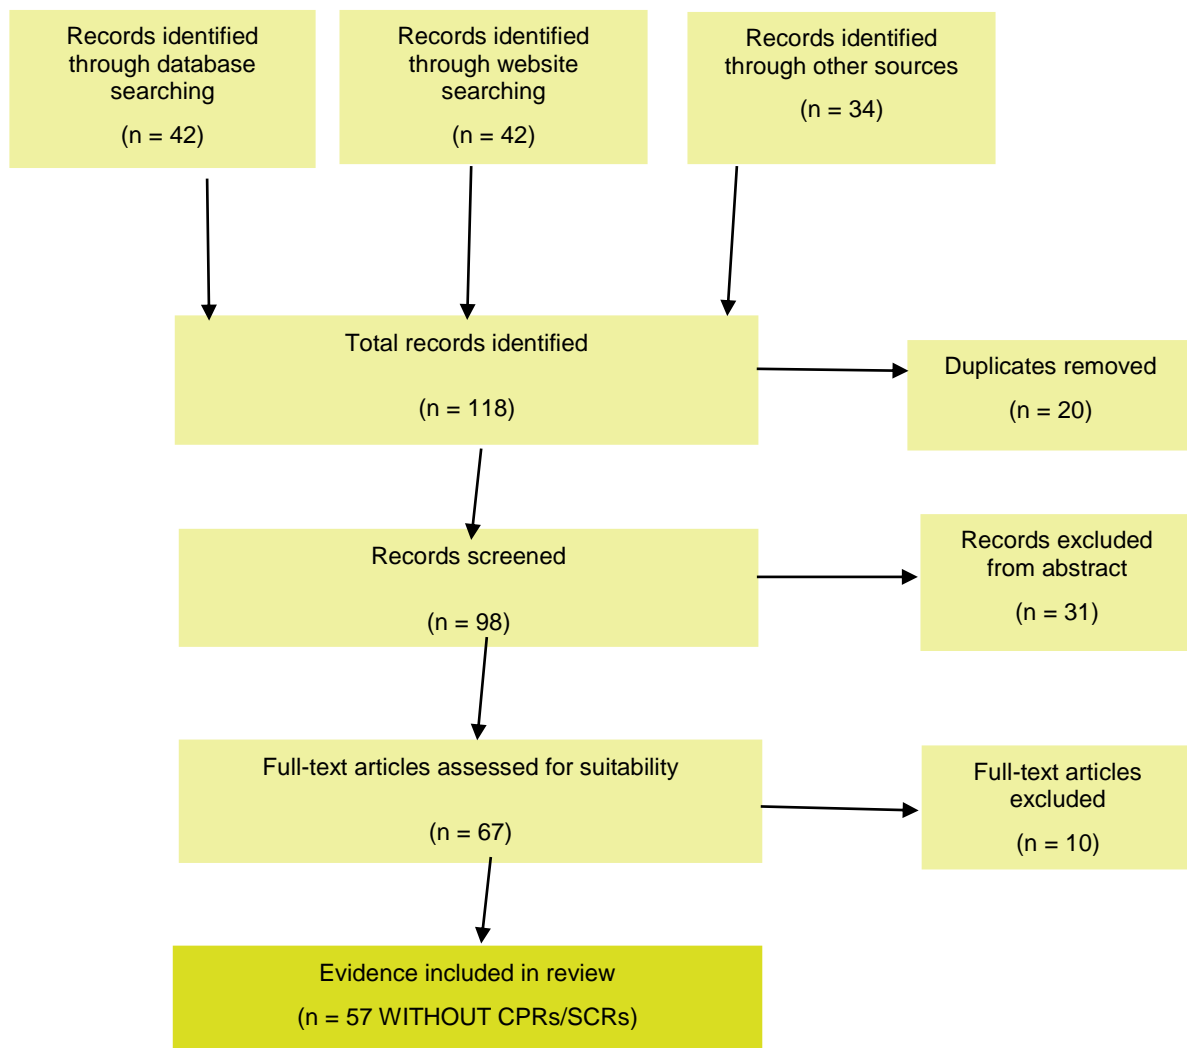 Records identified
through database
searching
(n = 42)
Records identified
through website
searching
(n = 42)
Records identified
through other sources
(n = 34)
Total records identified
(n = 118)
Duplicates removed
(n = 20)
Records screened
(n = 98)
Records excluded
from abstract
(n = 31)
Full-text articles assessed for suitability
(n = 67)
Full-text articles
excluded
(n = 10)
Evidence included in review
(n = 57 WITHOUT CPRs/SCRs)